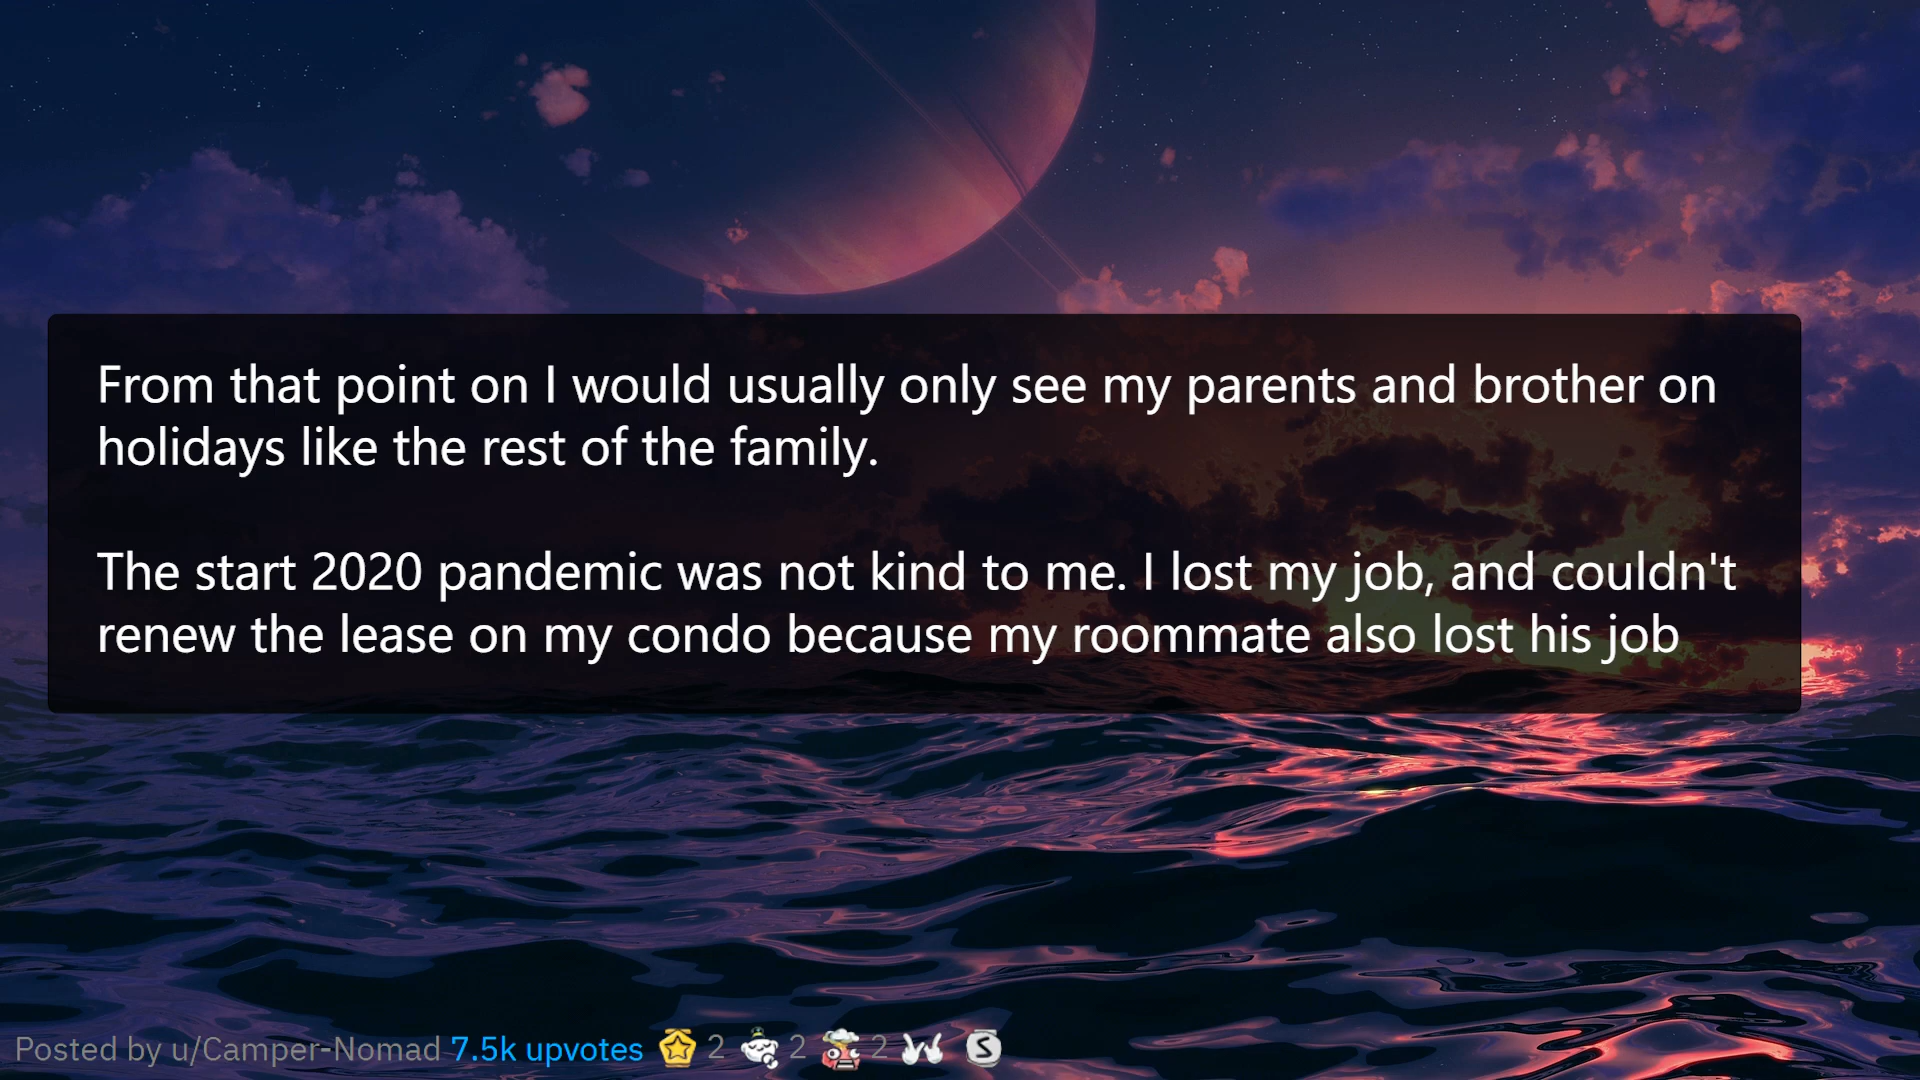 From that point on I would usually only see my parents and brother on
holidays like the rest of the family.
The start 2020 pandemic was not kind to me. I lost my job, and couldn't
renew the lease on my condo because my roommate also lost his job
Posted by u/Camper-Nomad 7.5k upvotes 2 2 2 S